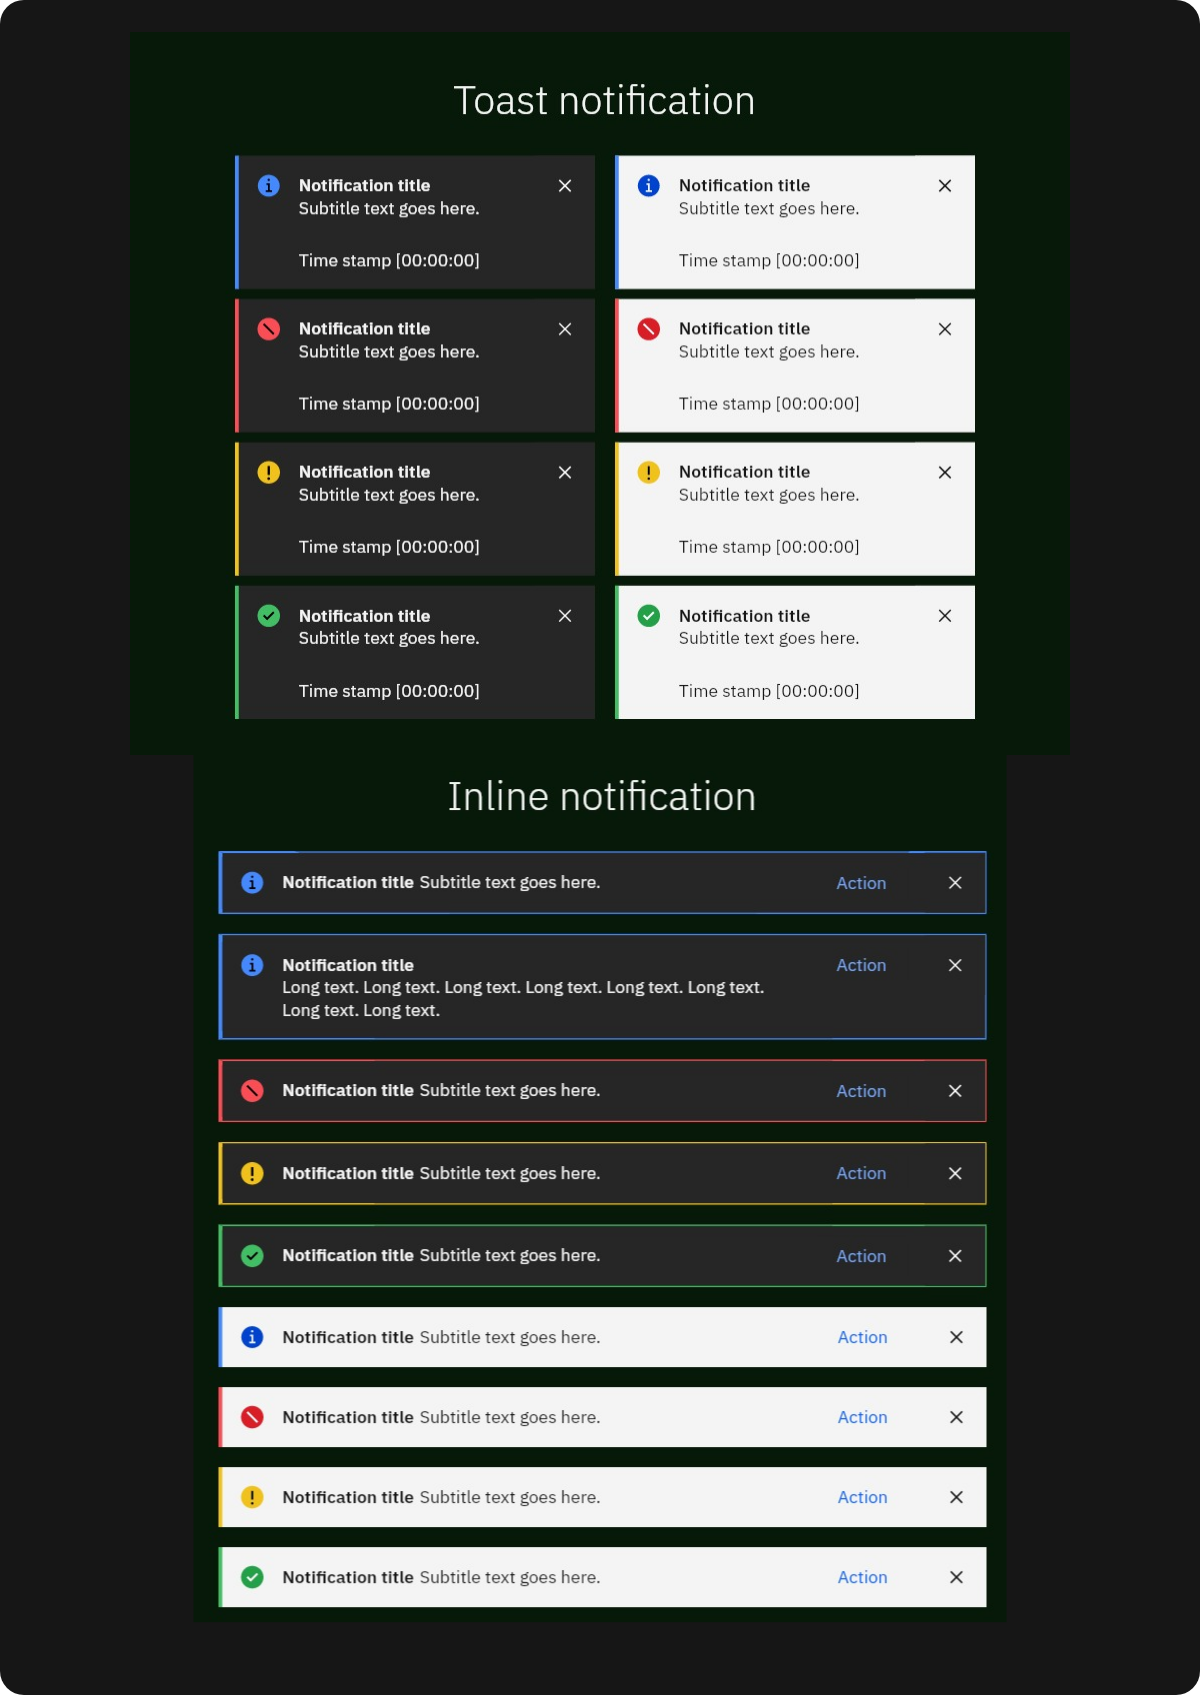 Toast notification
Notification title
Subtitle text goes here.
Time stamp [00:00:00]
Notification title
Subtitle text goes here.
Time stamp [00:00:00]
Notification title
Subtitle text goes here.
Time stamp [00:00:00]
Notification title
Subtitle text goes here.
Time stamp [00:00:00]
Notification title
Subtitle text goes here.
Time stamp [00:00:00]
Notification title
Subtitle text goes here.
Time stamp [00:00:00]
Notification title
Subtitle text goes here.
Time stamp [00:00:00]
Notification title
Subtitle text goes here.
Time stamp [00:00:00]
Inline notification
Notification title Subtitle text goes here. Action
Notification title Action
Long text. Long text. Long text. Long text. Long text. Long text.
Long text. Long text.
Notification title Subtitle text goes here. Action
Notification title Subtitle text goes here. Action
Notification title Subtitle text goes here. Action
Notification title Subtitle text goes here. Action
Notification title Subtitle text goes here. Action
Notification title Subtitle text goes here. Action
Notification title Subtitle text goes here. Action